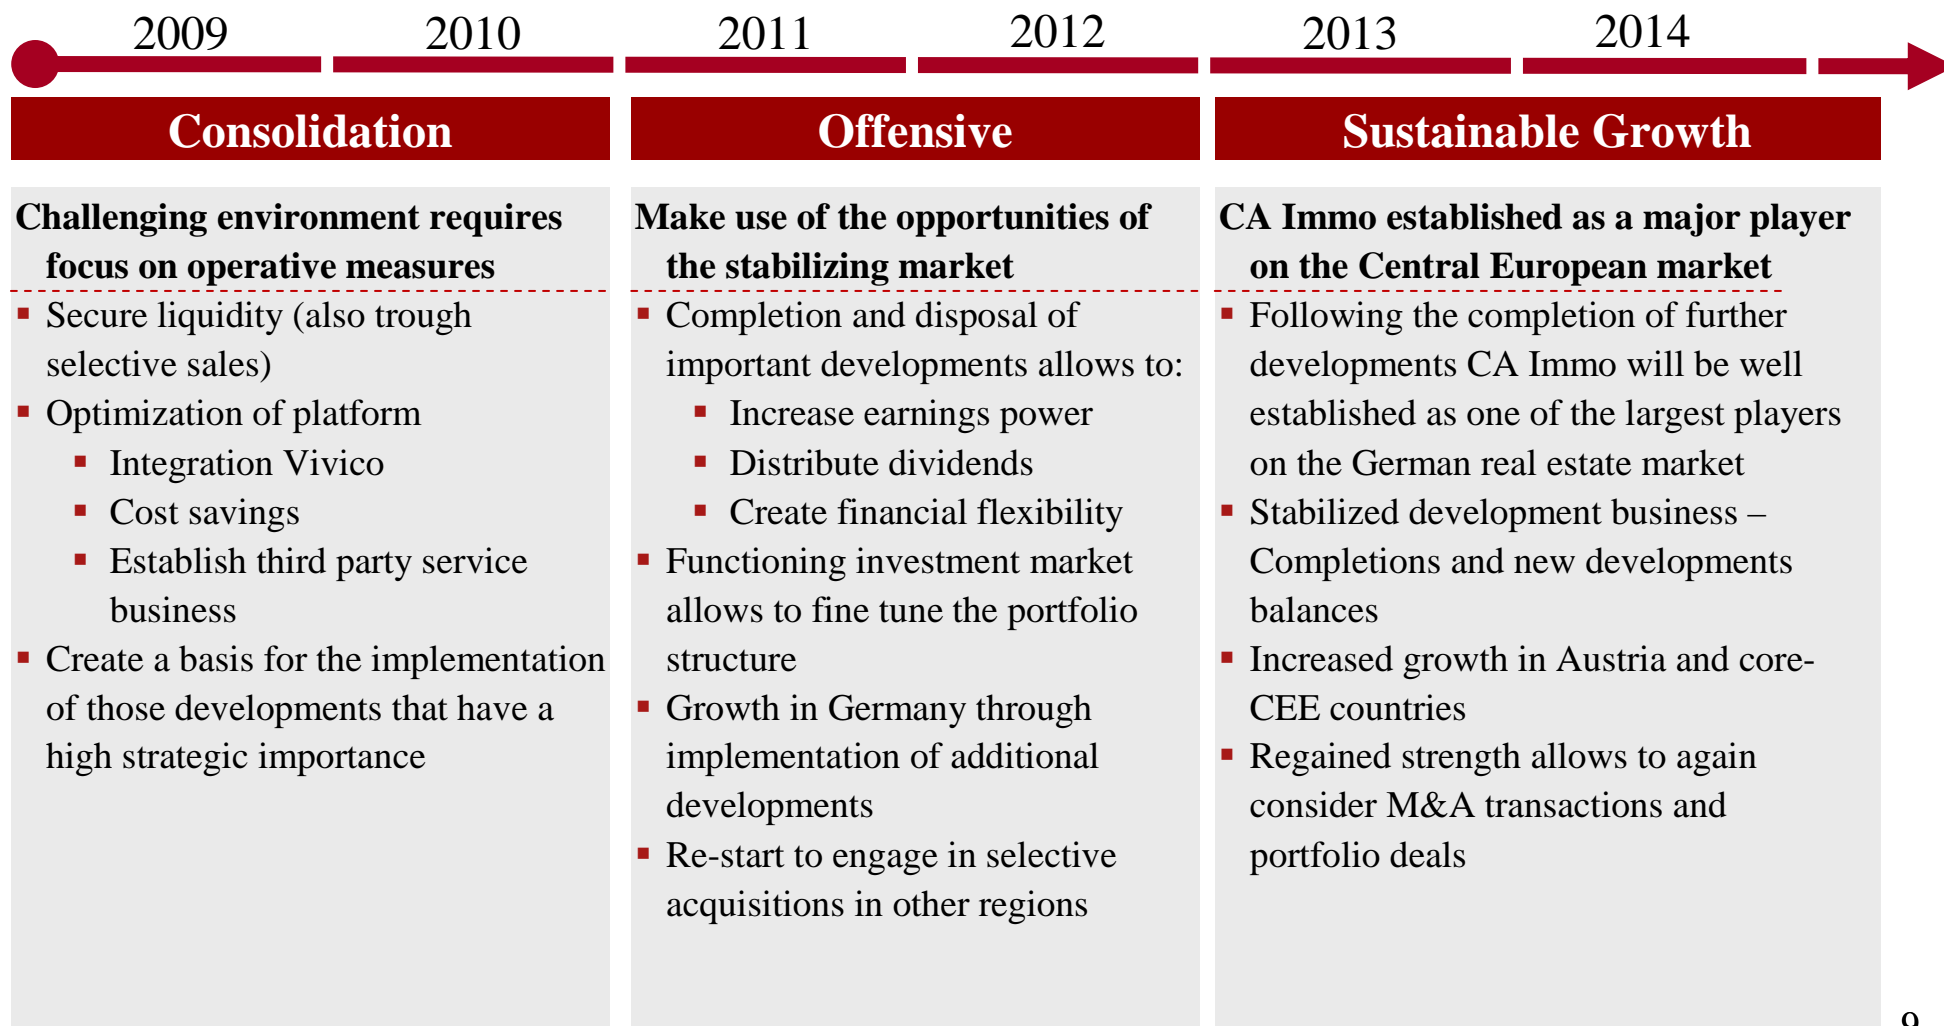 2009 2010 2011 2012 2013 2014
Consolidation
Challenging environment requires
focus on operative measures
▪ Secure liquidity (also trough
selective sales)
▪ Optimization of platform
▪ Integration Vivico
▪ Cost savings
▪ Establish third party service
business
▪ Create a basis for the implementation
of those developments that have a
high strategic importance
Offensive
Make use of the opportunities of
the stabilizing market
▪ Completion and disposal of
important developments allows to:
▪ Increase earnings power
▪ Distribute dividends
▪ Create financial flexibility
▪ Functioning investment market
allows to fine tune the portfolio
structure
▪ Growth in Germany through
implementation of additional
developments
▪ Re-start to engage in selective
acquisitions in other regions
Sustainable Growth
CA Immo established as a major player
on the Central European market
▪ Following the completion of further
developments CA Immo will be well
established as one of the largest players
on the German real estate market
▪ Stabilized development business –
Completions and new developments
balances
▪ Increased growth in Austria and core-
CEE countries
▪ Regained strength allows to again
consider M&A transactions and
portfolio deals
9